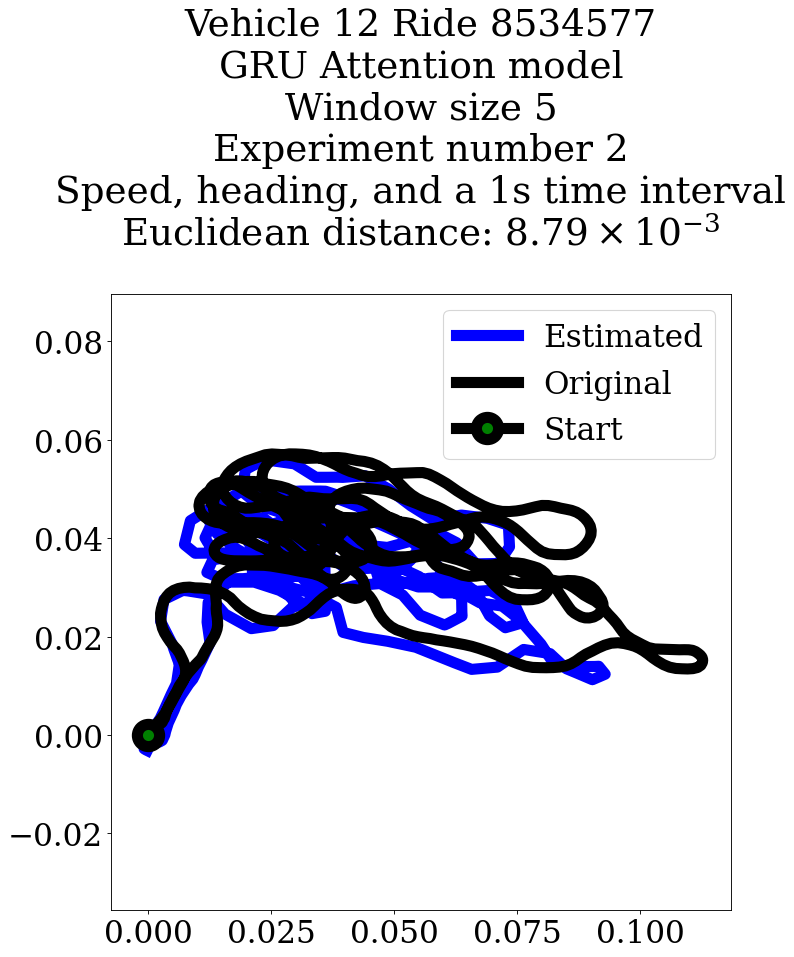 Vehicle 12 Ride 8534577
GRU Attention model
Window size 5
Experiment number 2
Speed, heading, and a 1s time interval
Euclidean distance: 8.79 × 10⁻³
Estimated
Original
Start
0.08
0.06
0.04
0.02
0.00
−0.02
0.000 0.025 0.050 0.075 0.100